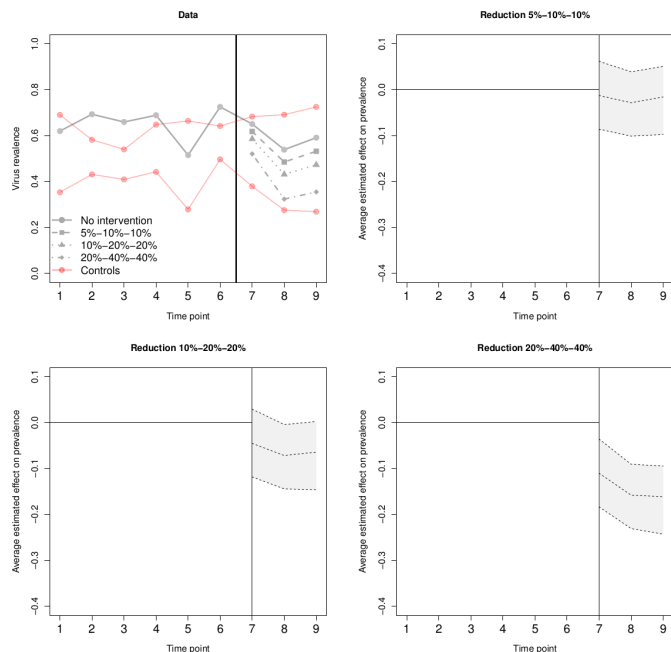 Data
Virus revalence
1.0
0.8
0.6
0.4
0.2
0.0
No intervention
5%−10%−10%
10%−20%−20%
20%−40%−40%
Controls
1 2 3 4 5 6 7 8 9
Time point
Reduction 5%−10%−10%
Average estimated effect on prevalence
0.1
0.0
−0.1
−0.2
−0.3
−0.4
1 2 3 4 5 6 7 8 9
Time point
Reduction 10%−20%−20%
Average estimated effect on prevalence
0.1
0.0
−0.1
−0.2
−0.3
−0.4
1 2 3 4 5 6 7 8 9
Time point
Reduction 20%−40%−40%
Average estimated effect on prevalence
0.1
0.0
−0.1
−0.2
−0.3
−0.4
1 2 3 4 5 6 7 8 9
Time point